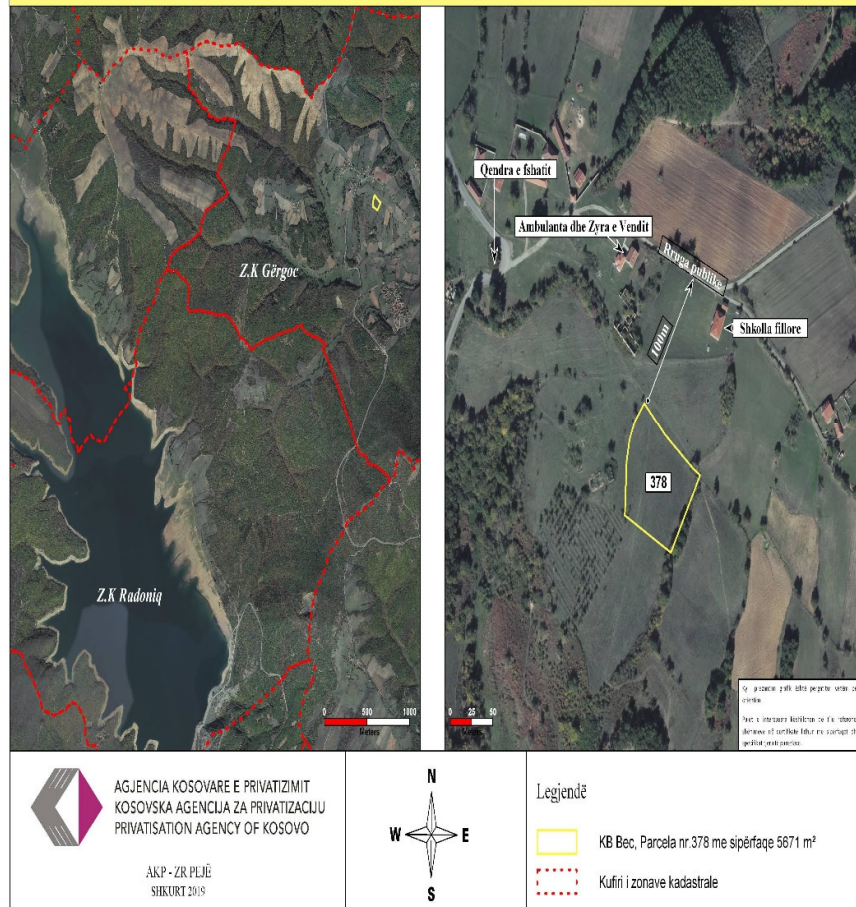 Z.K Gërgoc
Z.K Radoniq
0 500 1000
Meters
Qendra e fshatit
Ambulanta dhe Zyra e Vendit
Rruga publike
100m
Shkolla fillore
378
0 25 50
Meters
AGJENCIA KOSOVARE E PRIVATIZIMIT
KOSOVSKA AGENCIJA ZA PRIVATIZACIJU
PRIVATISATION AGENCY OF KOSOVO
AKP - ZR PEJË
SHKURT 2019
N
W E
S
Legjendë
KB Bec, Parcela nr.378 me sipërfaqe 5671 m²
Kufiri i zonave kadastrale